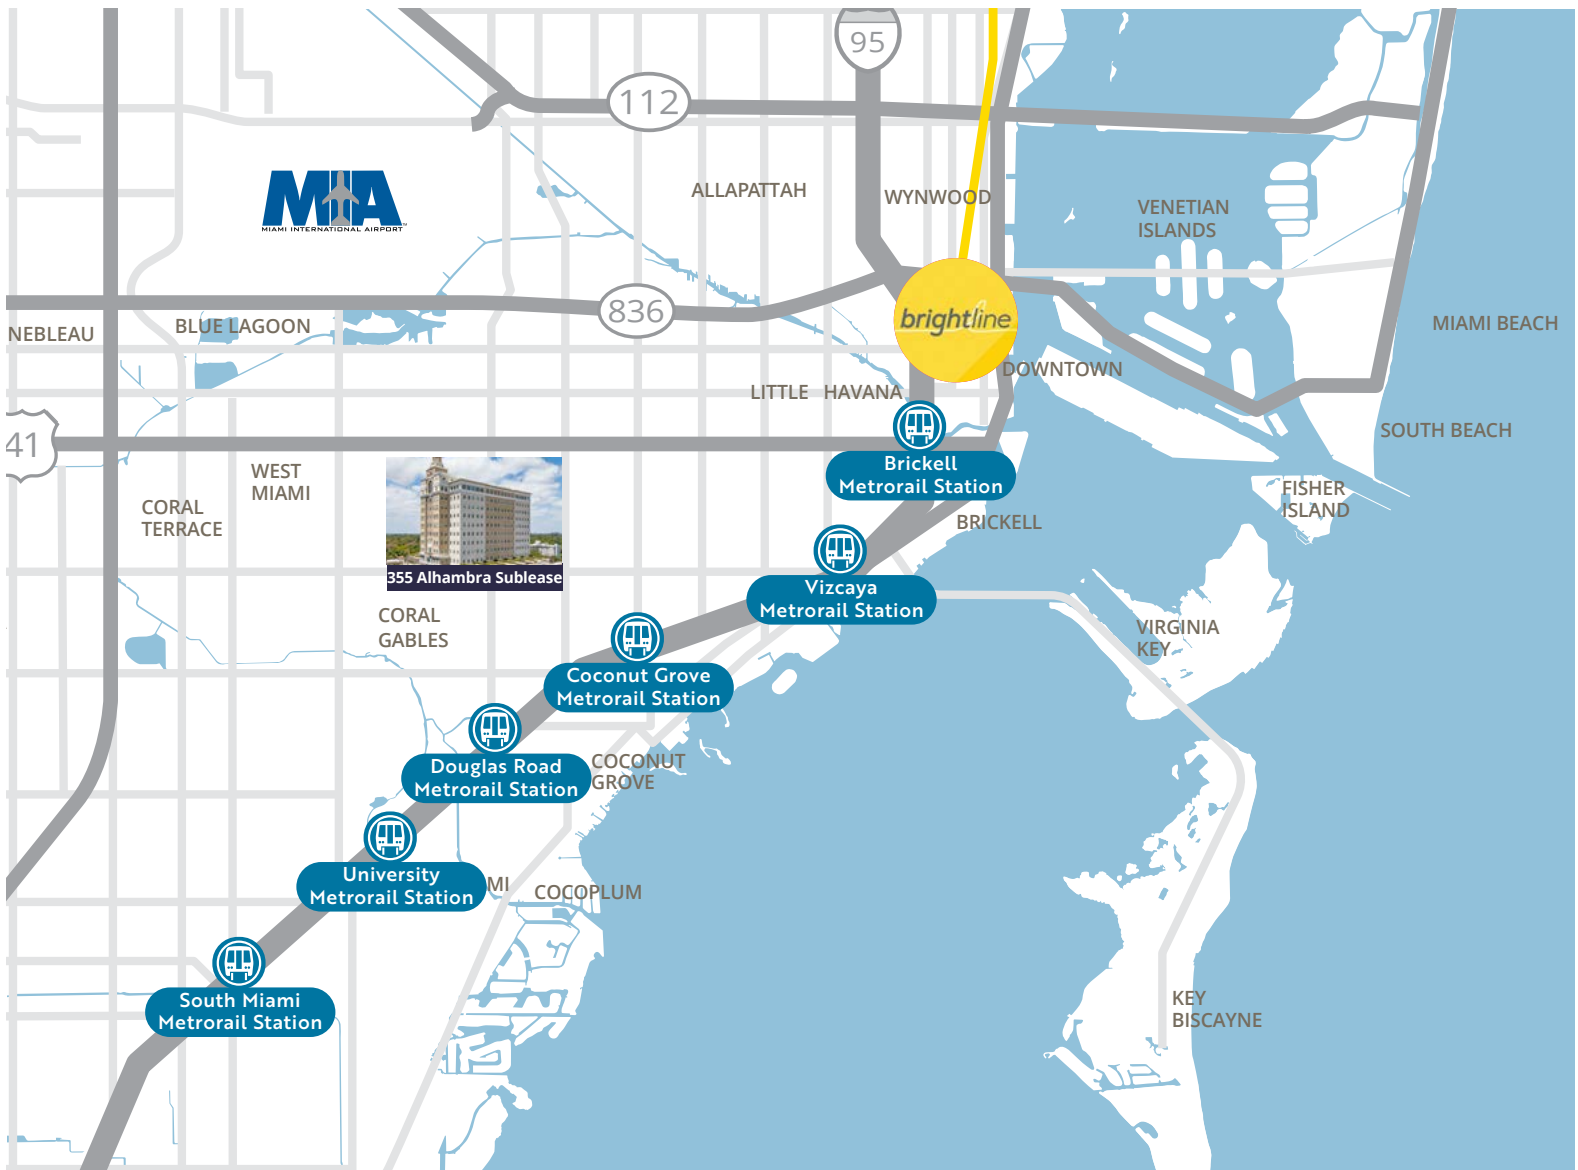 95
112
ALLAPATTAH
WYNWOOD
MIA
MIAMI INTERNATIONAL AIRPORT
VENETIAN
ISLANDS
836
brightline
NEBLEAU
BLUE LAGOON
MIAMI BEACH
DOWNTOWN
LITTLE HAVANA
41
SOUTH BEACH
Brickell
Metrorail Station
WEST
MIAMI
CORAL
TERRACE
FISHER
ISLAND
BRICKELL
355 Alhambra Sublease
Vizcaya
Metrorail Station
CORAL
GABLES
VIRGINIA
KEY
Coconut Grove
Metrorail Station
Douglas Road
Metrorail Station
COCONUT
GROVE
University
Metrorail Station
MI
COCOPLUM
South Miami
Metrorail Station
KEY
BISCAYNE